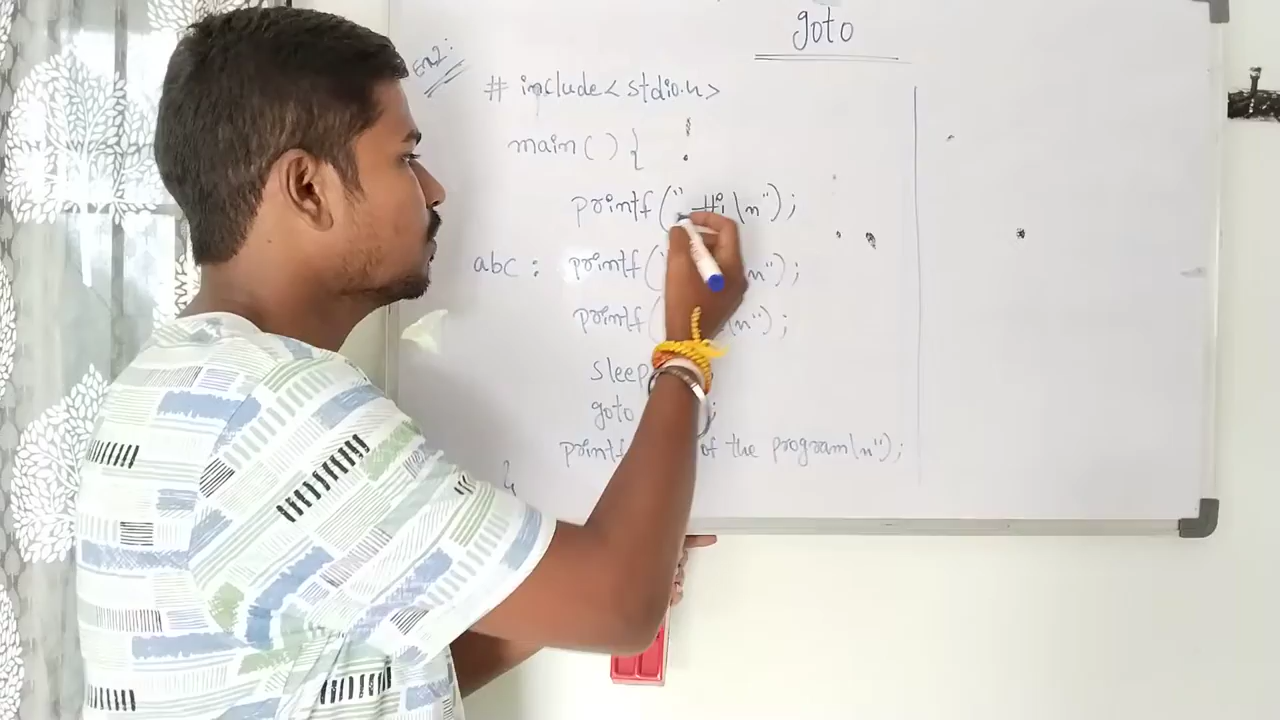 goto
Ex2:
# include< stdio.h>
main( ) {
printf(" Hi\n");
abc : printf(" \n");
printf( \n");
sleep
goto ;
printf of the program\n");
}